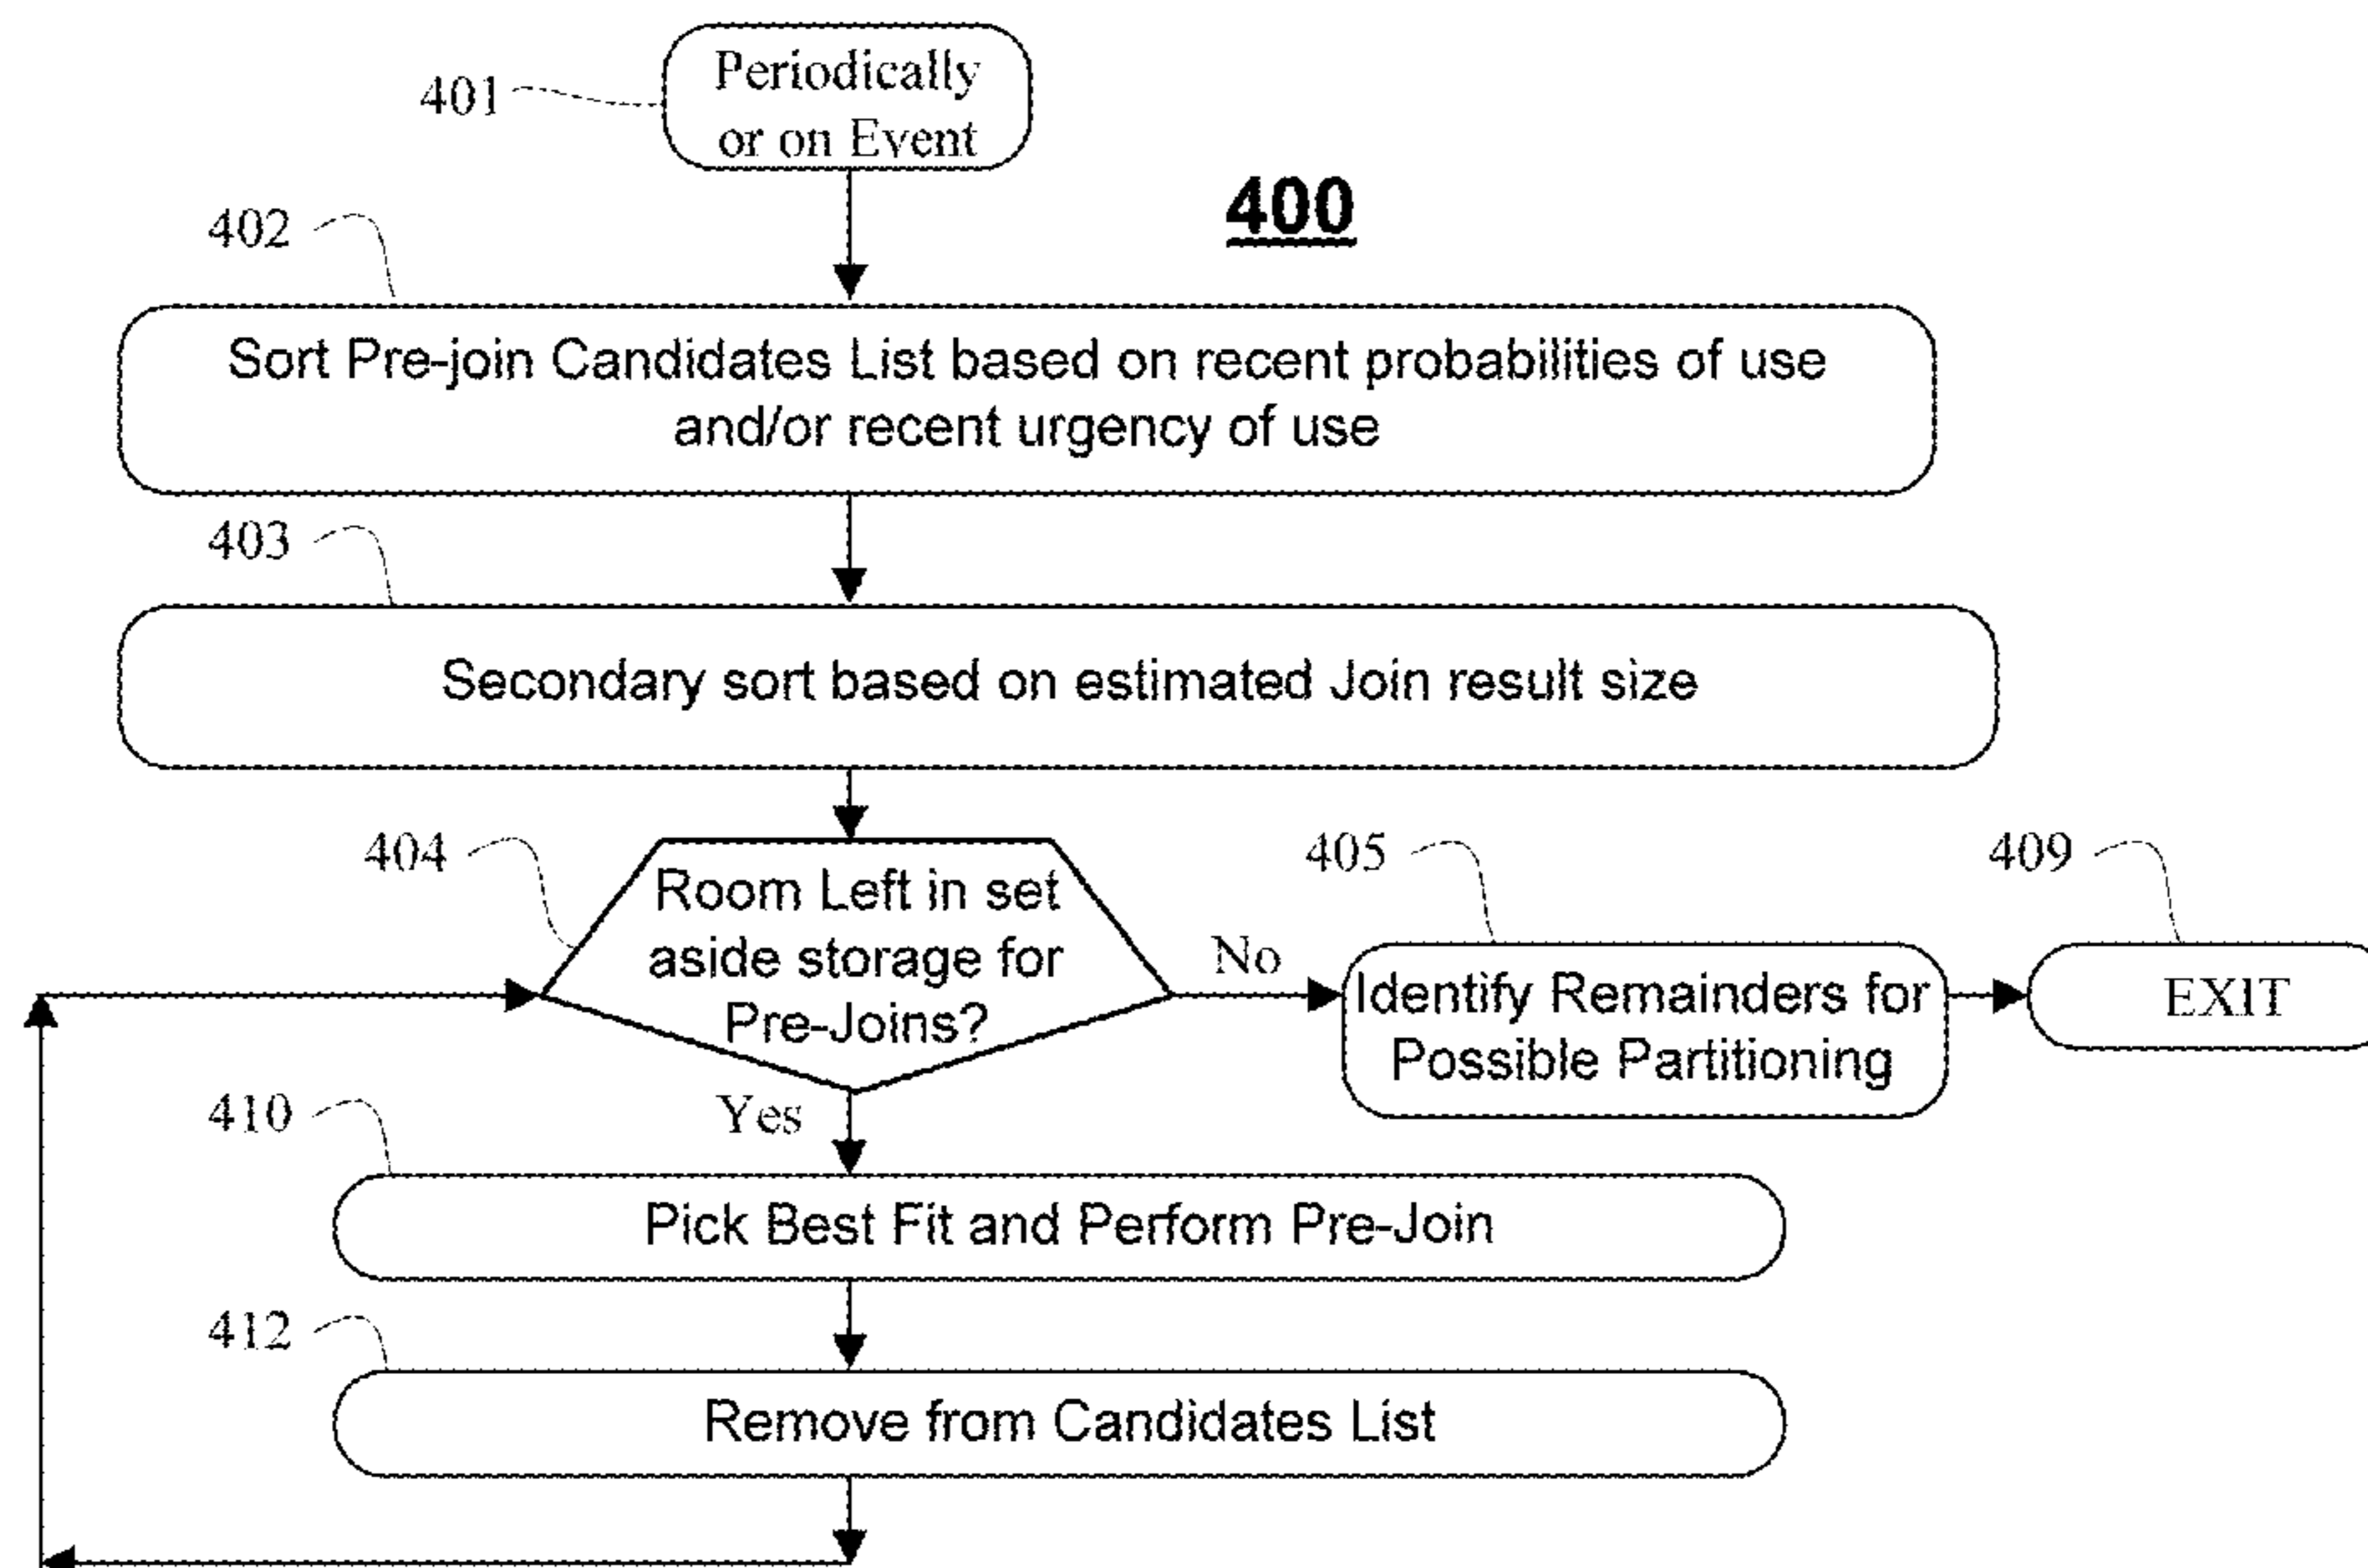 401
Periodically
or on Event
400
402
Sort Pre-join Candidates List based on recent probabilities of use
and/or recent urgency of use
403
Secondary sort based on estimated Join result size
404
Room Left in set
aside storage for
Pre-Joins?
No
405
Identify Remainders for
Possible Partitioning
409
EXIT
Yes
410
Pick Best Fit and Perform Pre-Join
412
Remove from Candidates List